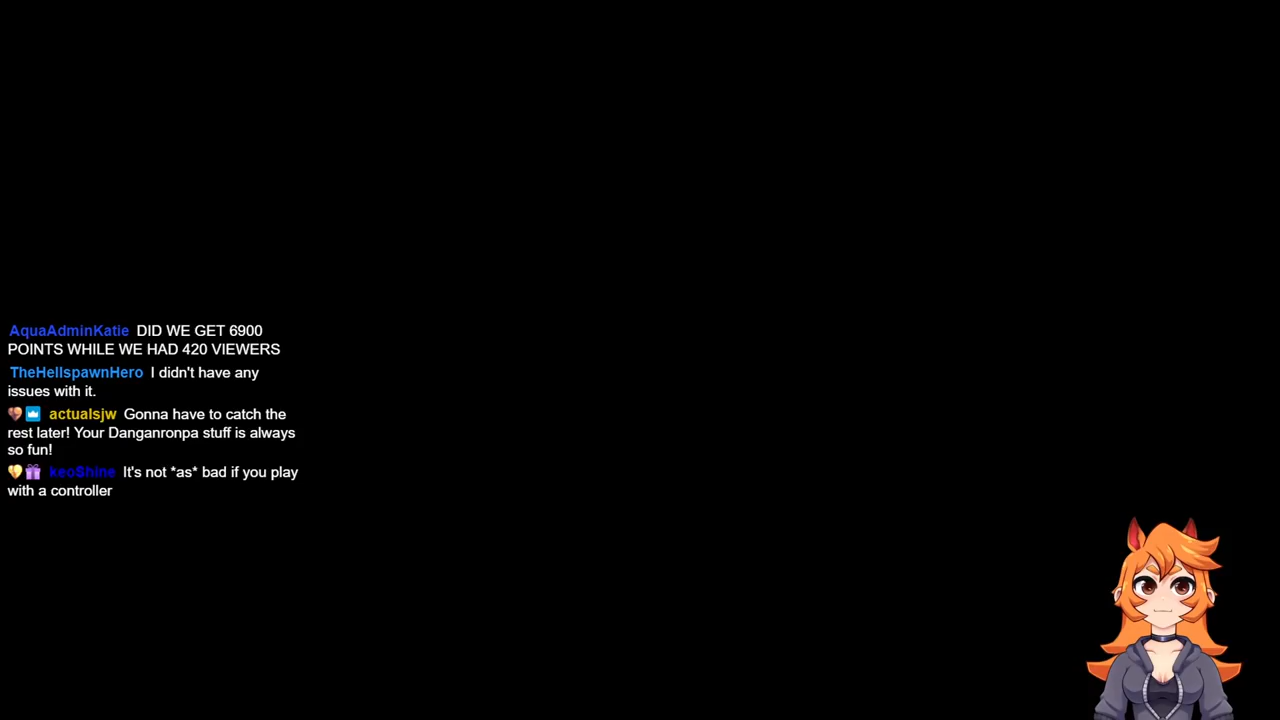 AquaAdminKatie DID WE GET 6900
POINTS WHILE WE HAD 420 VIEWERS
TheHellspawnHero I didn't have any
issues with it.
actualsjw Gonna have to catch the
rest later! Your Danganronpa stuff is always
so fun!
keoShine It's not *as* bad if you play
with a controller